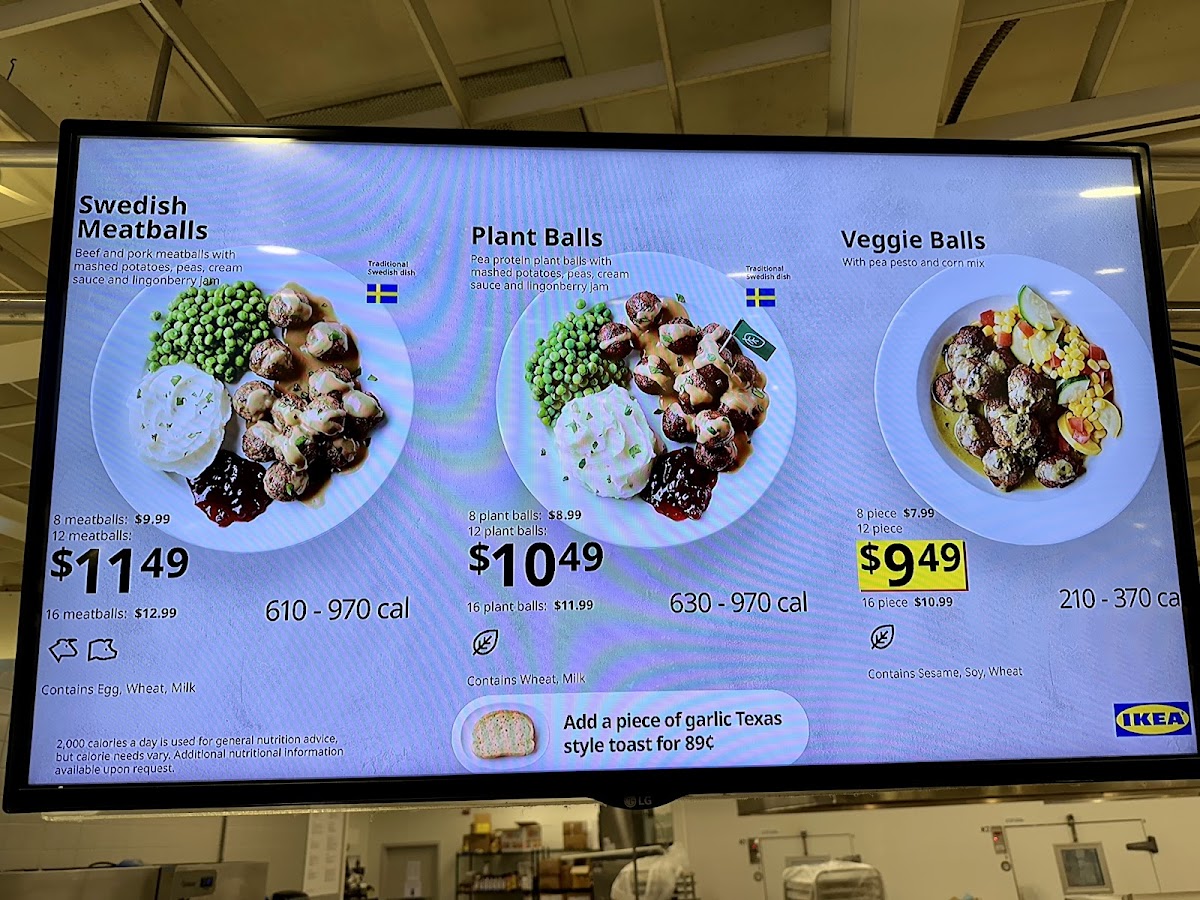 Swedish
Meatballs
Beef and pork meatballs with
mashed potatoes, peas, cream
sauce and lingonberry jam
Traditional
Swedish dish
8 meatballs: $9.99
12 meatballs:
$11 49
16 meatballs: $12.99
610 - 970 cal
Contains Egg, Wheat, Milk
2,000 calories a day is used for general nutrition advice,
but calorie needs vary. Additional nutritional information
available upon request.
Plant Balls
Pea protein plant balls with
mashed potatoes, peas, cream
sauce and lingonberry jam
Traditional
Swedish dish
8 plant balls: $8.99
12 plant balls:
$10 49
16 plant balls: $11.99
630 - 970 cal
Contains Wheat, Milk
Add a piece of garlic Texas
style toast for 89¢
Veggie Balls
With pea pesto and corn mix
8 piece $7.99
12 piece
$9 49
16 piece $10.99
210 - 370 ca
Contains Sesame, Soy, Wheat
IKEA
LG